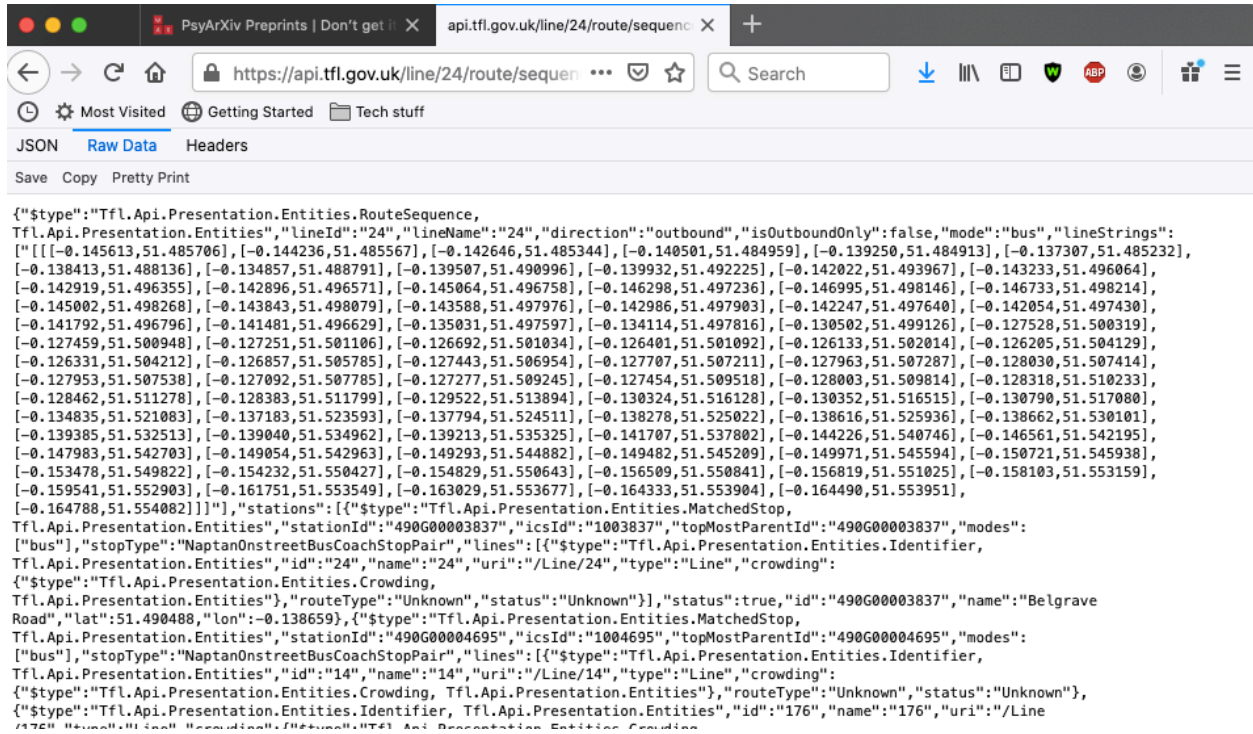 PsyArXiv Preprints | Don't get it
api.tfl.gov.uk/line/24/route/sequence
https://api.tfl.gov.uk/line/24/route/sequen
Search
ABP
Most Visited Getting Started Tech stuff
JSON Raw Data Headers
Save Copy Pretty Print
{"$type":"Tfl.Api.Presentation.Entities.RouteSequence,
Tfl.Api.Presentation.Entities","lineId":"24","lineName":"24","direction":"outbound","isOutboundOnly":false,"mode":"bus","lineStrings":
["[[[-0.145613,51.485706],[-0.144236,51.485567],[-0.142646,51.485344],[-0.140501,51.484959],[-0.139250,51.484913],[-0.137307,51.485232],
[-0.138413,51.488136],[-0.134857,51.488791],[-0.139507,51.490996],[-0.139932,51.492225],[-0.142022,51.493967],[-0.143233,51.496064],
[-0.142919,51.496355],[-0.142896,51.496571],[-0.145064,51.496758],[-0.146298,51.497236],[-0.146995,51.498146],[-0.146733,51.498214],
[-0.145002,51.498268],[-0.143843,51.498079],[-0.143588,51.497976],[-0.142986,51.497903],[-0.142247,51.497640],[-0.142054,51.497430],
[-0.141792,51.496796],[-0.141481,51.496629],[-0.135031,51.497597],[-0.134114,51.497816],[-0.130502,51.499126],[-0.127528,51.500319],
[-0.127459,51.500948],[-0.127251,51.501106],[-0.126692,51.501034],[-0.126401,51.501092],[-0.126133,51.502014],[-0.126205,51.504129],
[-0.126331,51.504212],[-0.126857,51.505785],[-0.127443,51.506954],[-0.127707,51.507211],[-0.127963,51.507287],[-0.128030,51.507414],
[-0.127953,51.507538],[-0.127092,51.507785],[-0.127277,51.509245],[-0.127454,51.509518],[-0.128003,51.509814],[-0.128318,51.510233],
[-0.128462,51.511278],[-0.128383,51.511799],[-0.129522,51.513894],[-0.130324,51.516128],[-0.130352,51.516515],[-0.130790,51.517080],
[-0.134835,51.521083],[-0.137183,51.523593],[-0.137794,51.524511],[-0.138278,51.525022],[-0.138616,51.525936],[-0.138662,51.530101],
[-0.139385,51.532513],[-0.139040,51.534962],[-0.139213,51.535325],[-0.141707,51.537802],[-0.144226,51.540746],[-0.146561,51.542195],
[-0.147983,51.542703],[-0.149054,51.542963],[-0.149293,51.544882],[-0.149482,51.545209],[-0.149971,51.545594],[-0.150721,51.545938],
[-0.153478,51.549822],[-0.154232,51.550427],[-0.154829,51.550643],[-0.156509,51.550841],[-0.156819,51.551025],[-0.158103,51.553159],
[-0.159541,51.552903],[-0.161751,51.553549],[-0.163029,51.553677],[-0.164333,51.553904],[-0.164490,51.553951],
[-0.164788,51.554082]]]"],"stations":[{"$type":"Tfl.Api.Presentation.Entities.MatchedStop,
Tfl.Api.Presentation.Entities","stationId":"490G00003837","icsId":"1003837","topMostParentId":"490G00003837","modes":
["bus"],"stopType":"NaptanOnstreetBusCoachStopPair","lines":[{"$type":"Tfl.Api.Presentation.Entities.Identifier,
Tfl.Api.Presentation.Entities","id":"24","name":"24","uri":"/Line/24","type":"Line","crowding":
{"$type":"Tfl.Api.Presentation.Entities.Crowding,
Tfl.Api.Presentation.Entities"},"routeType":"Unknown","status":"Unknown"}],"status":true,"id":"490G00003837","name":"Belgrave
Road","lat":51.490488,"lon":-0.138659},{"$type":"Tfl.Api.Presentation.Entities.MatchedStop,
Tfl.Api.Presentation.Entities","stationId":"490G00004695","icsId":"1004695","topMostParentId":"490G00004695","modes":
["bus"],"stopType":"NaptanOnstreetBusCoachStopPair","lines":[{"$type":"Tfl.Api.Presentation.Entities.Identifier,
Tfl.Api.Presentation.Entities","id":"14","name":"14","uri":"/Line/14","type":"Line","crowding":
{"$type":"Tfl.Api.Presentation.Entities.Crowding, Tfl.Api.Presentation.Entities"},"routeType":"Unknown","status":"Unknown"},
{"$type":"Tfl.Api.Presentation.Entities.Identifier, Tfl.Api.Presentation.Entities","id":"176","name":"176","uri":"/Line
/176","type":"Line","crowding":{"$type":"Tfl.Api.Presentation.Entities.Crowding,